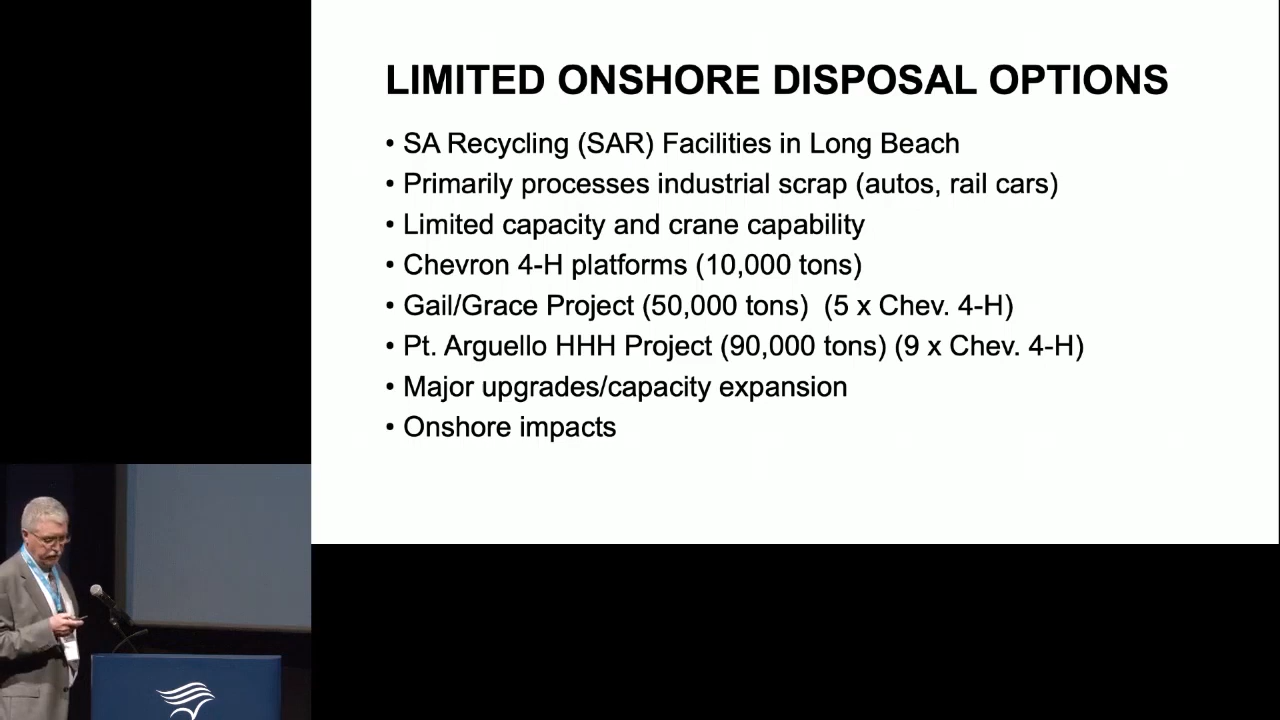 LIMITED ONSHORE DISPOSAL OPTIONS
• SA Recycling (SAR) Facilities in Long Beach
• Primarily processes industrial scrap (autos, rail cars)
• Limited capacity and crane capability
• Chevron 4-H platforms (10,000 tons)
• Gail/Grace Project (50,000 tons)  (5 x Chev. 4-H)
• Pt. Arguello HHH Project (90,000 tons) (9 x Chev. 4-H)
• Major upgrades/capacity expansion
• Onshore impacts